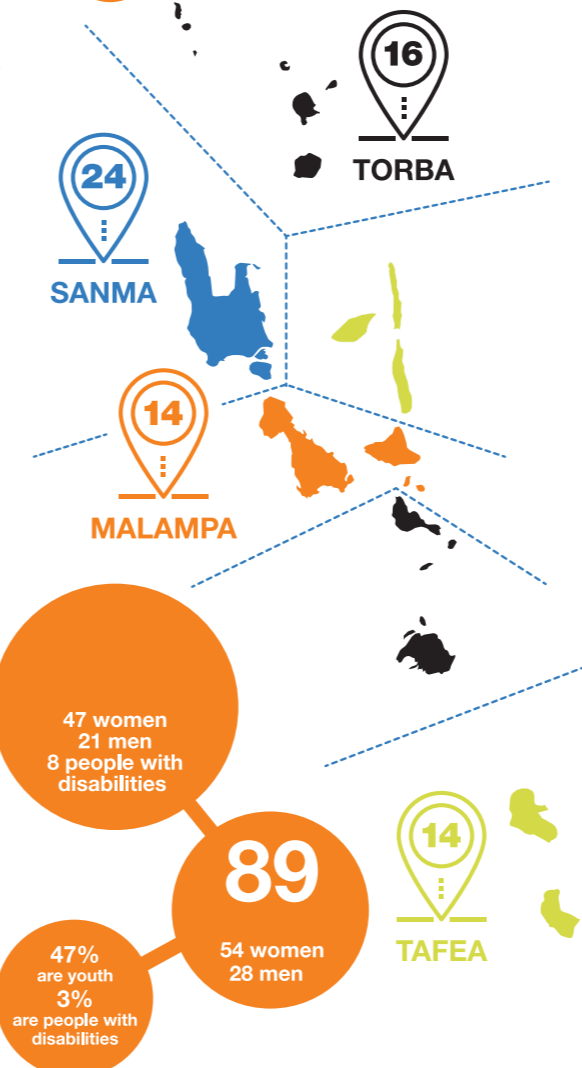 16
TORBA
24
SANMA
14
MALAMPA
47 women
21 men
8 people with
disabilities
89
54 women
28 men
47%
are youth
3%
are people with
disabilities
14
TAFEA